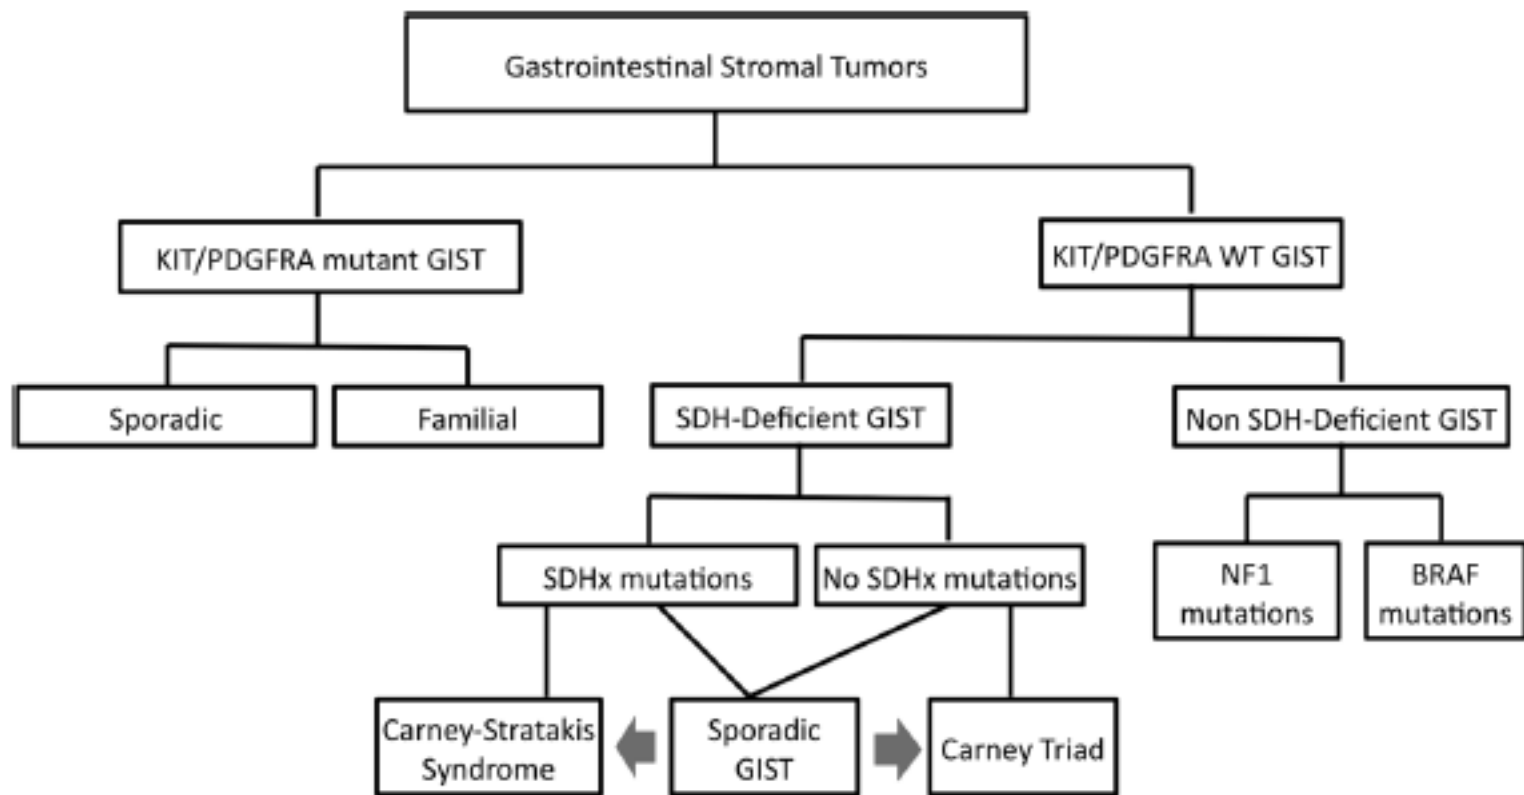 Gastrointestinal Stromal Tumors
KIT/PDGFRA mutant GIST
KIT/PDGFRA WT GIST
Sporadic
Familial
SDH-Deficient GIST
Non SDH-Deficient GIST
SDHx mutations
No SDHx mutations
NF1
mutations
BRAF
mutations
Carney-Stratakis
Syndrome
Sporadic
GIST
Carney Triad